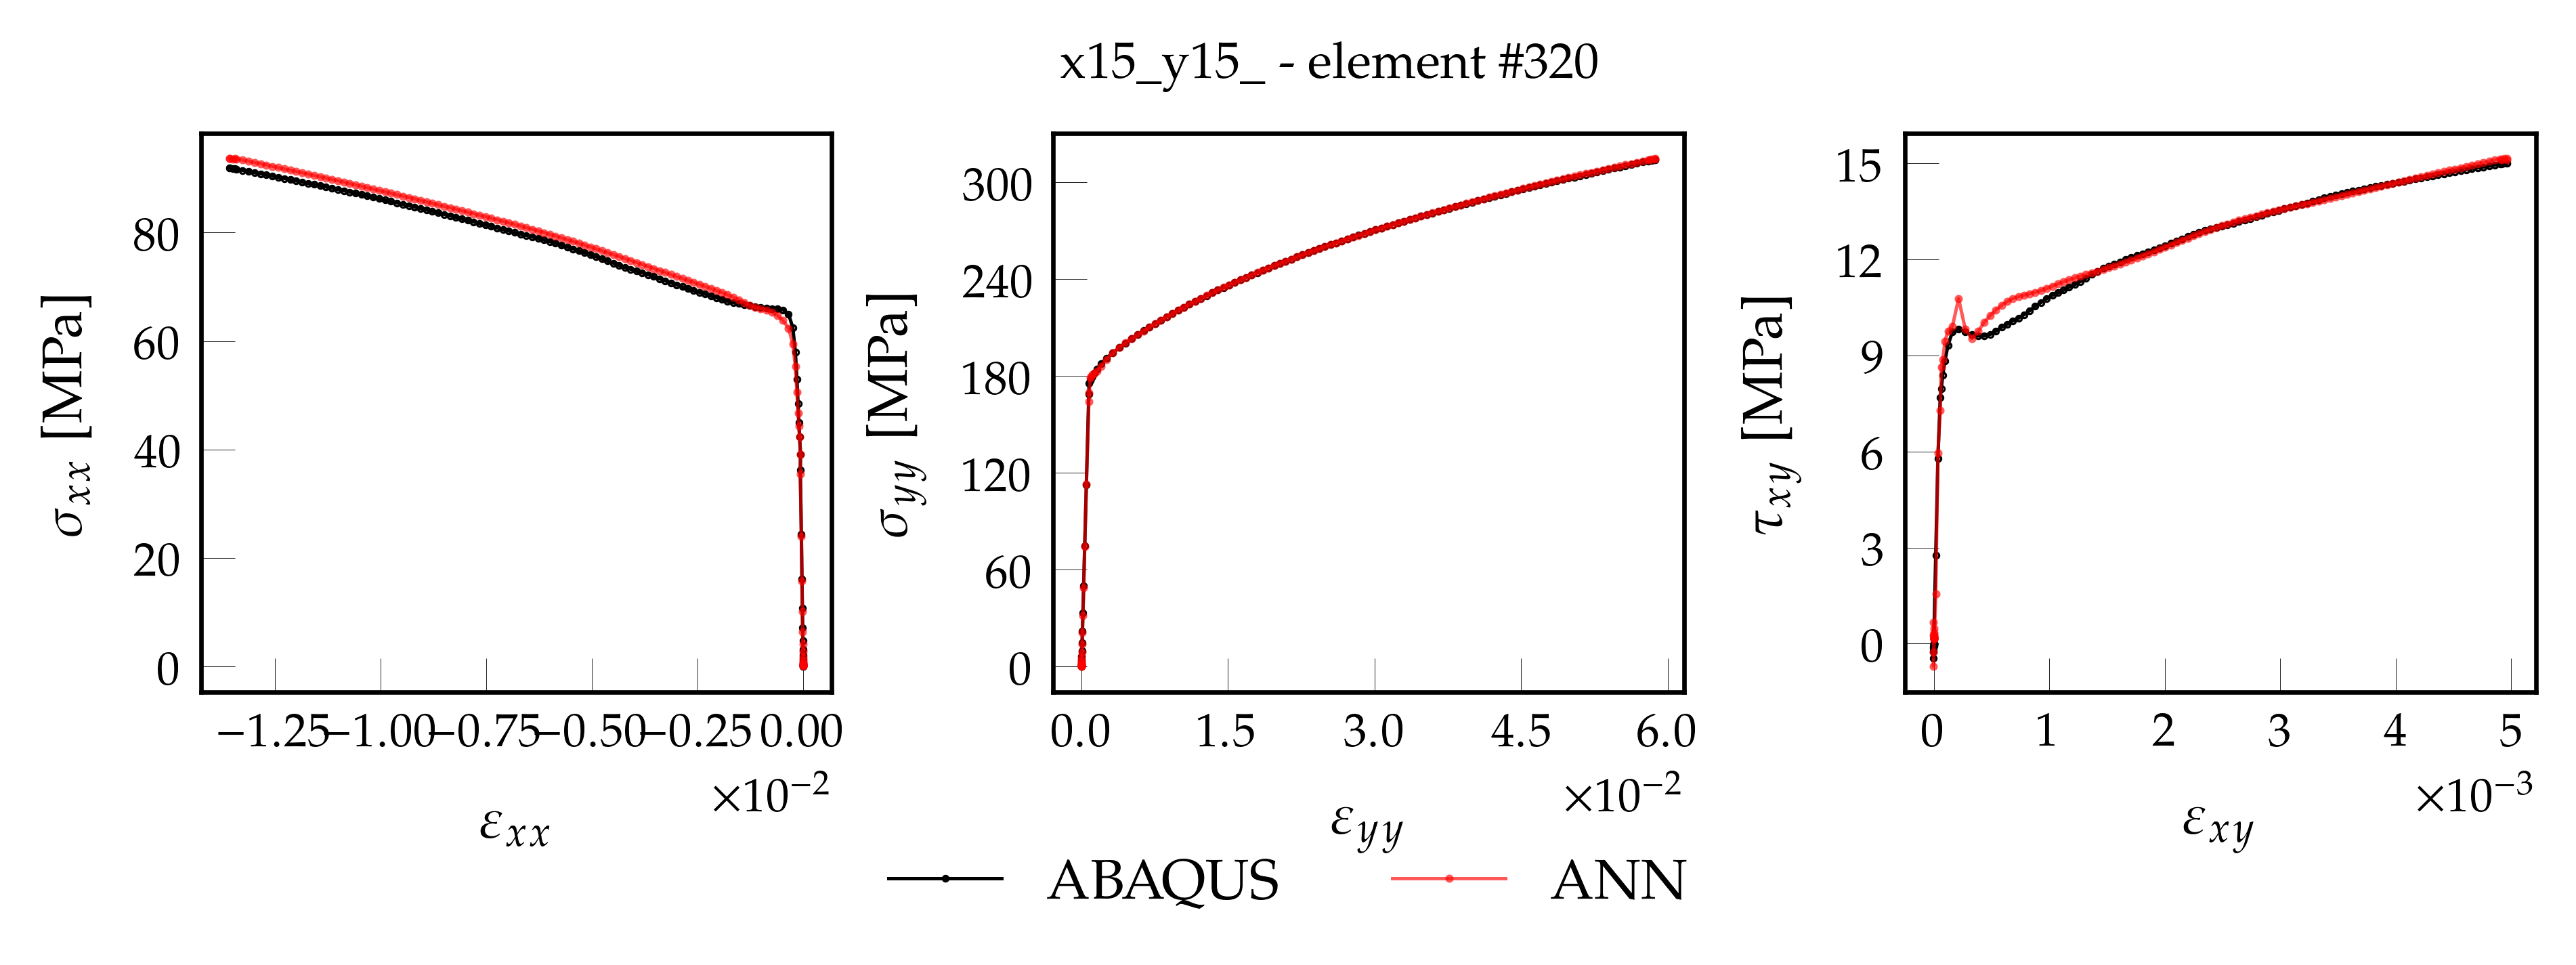 x15_y15_ - element #320
σxx [MPa]
80
60
40
20
0
−1.25 −1.00 −0.75 −0.50 −0.25 0.00
×10⁻²
εxx
σyy [MPa]
300
240
180
120
60
0
0.0 1.5 3.0 4.5 6.0
×10⁻²
εyy
τxy [MPa]
15
12
9
6
3
0
0 1 2 3 4 5
×10⁻³
εxy
ABAQUS ANN